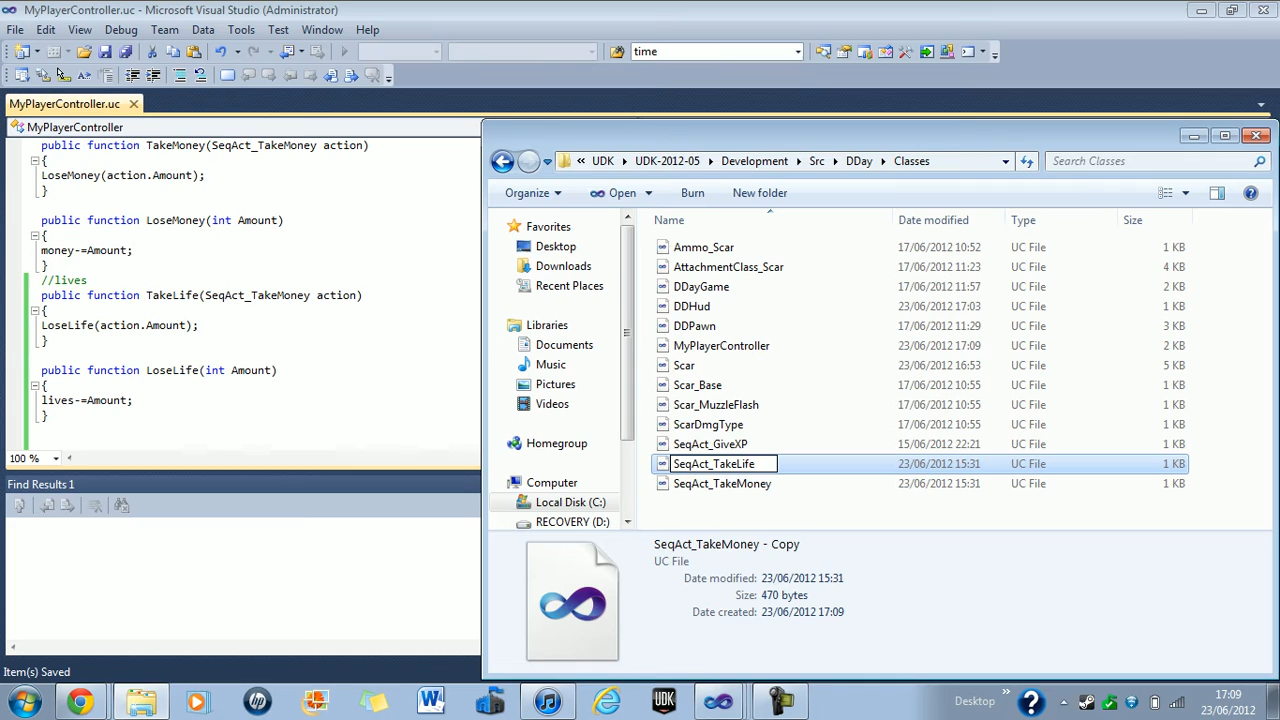 MyPlayerController.uc - Microsoft Visual Studio (Administrator)
File Edit View Debug Team Data Tools Test Window Help
time
MyPlayerController.uc
MyPlayerController
public function TakeMoney(SeqAct_TakeMoney action)
{
LoseMoney(action.Amount);
}
public function LoseMoney(int Amount)
{
money-=Amount;
}
//lives
public function TakeLife(SeqAct_TakeMoney action)
{
LoseLife(action.Amount);
}
public function LoseLife(int Amount)
{
lives-=Amount;
}
100 %
Find Results 1
Item(s) Saved
« UDK UDK-2012-05 Development Src DDay Classes
Search Classes
Organize Open Burn New folder
Favorites
Desktop
Downloads
Recent Places
Libraries
Documents
Music
Pictures
Videos
Homegroup
Computer
Local Disk (C:)
RECOVERY (D:)
Name Date modified Type Size
Ammo_Scar 17/06/2012 10:52 UC File 1 KB
AttachmentClass_Scar 17/06/2012 11:23 UC File 4 KB
DDayGame 17/06/2012 11:57 UC File 2 KB
DDHud 23/06/2012 17:03 UC File 1 KB
DDPawn 17/06/2012 11:29 UC File 3 KB
MyPlayerController 23/06/2012 17:09 UC File 2 KB
Scar 23/06/2012 16:53 UC File 5 KB
Scar_Base 17/06/2012 10:55 UC File 1 KB
Scar_MuzzleFlash 17/06/2012 10:55 UC File 1 KB
ScarDmgType 17/06/2012 10:55 UC File 1 KB
SeqAct_GiveXP 15/06/2012 22:21 UC File 1 KB
SeqAct_TakeLife 23/06/2012 15:31 UC File 1 KB
SeqAct_TakeMoney 23/06/2012 15:31 UC File 1 KB
SeqAct_TakeMoney - Copy
UC File
Date modified: 23/06/2012 15:31
Size: 470 bytes
Date created: 23/06/2012 17:09
Desktop
17:09
23/06/2012